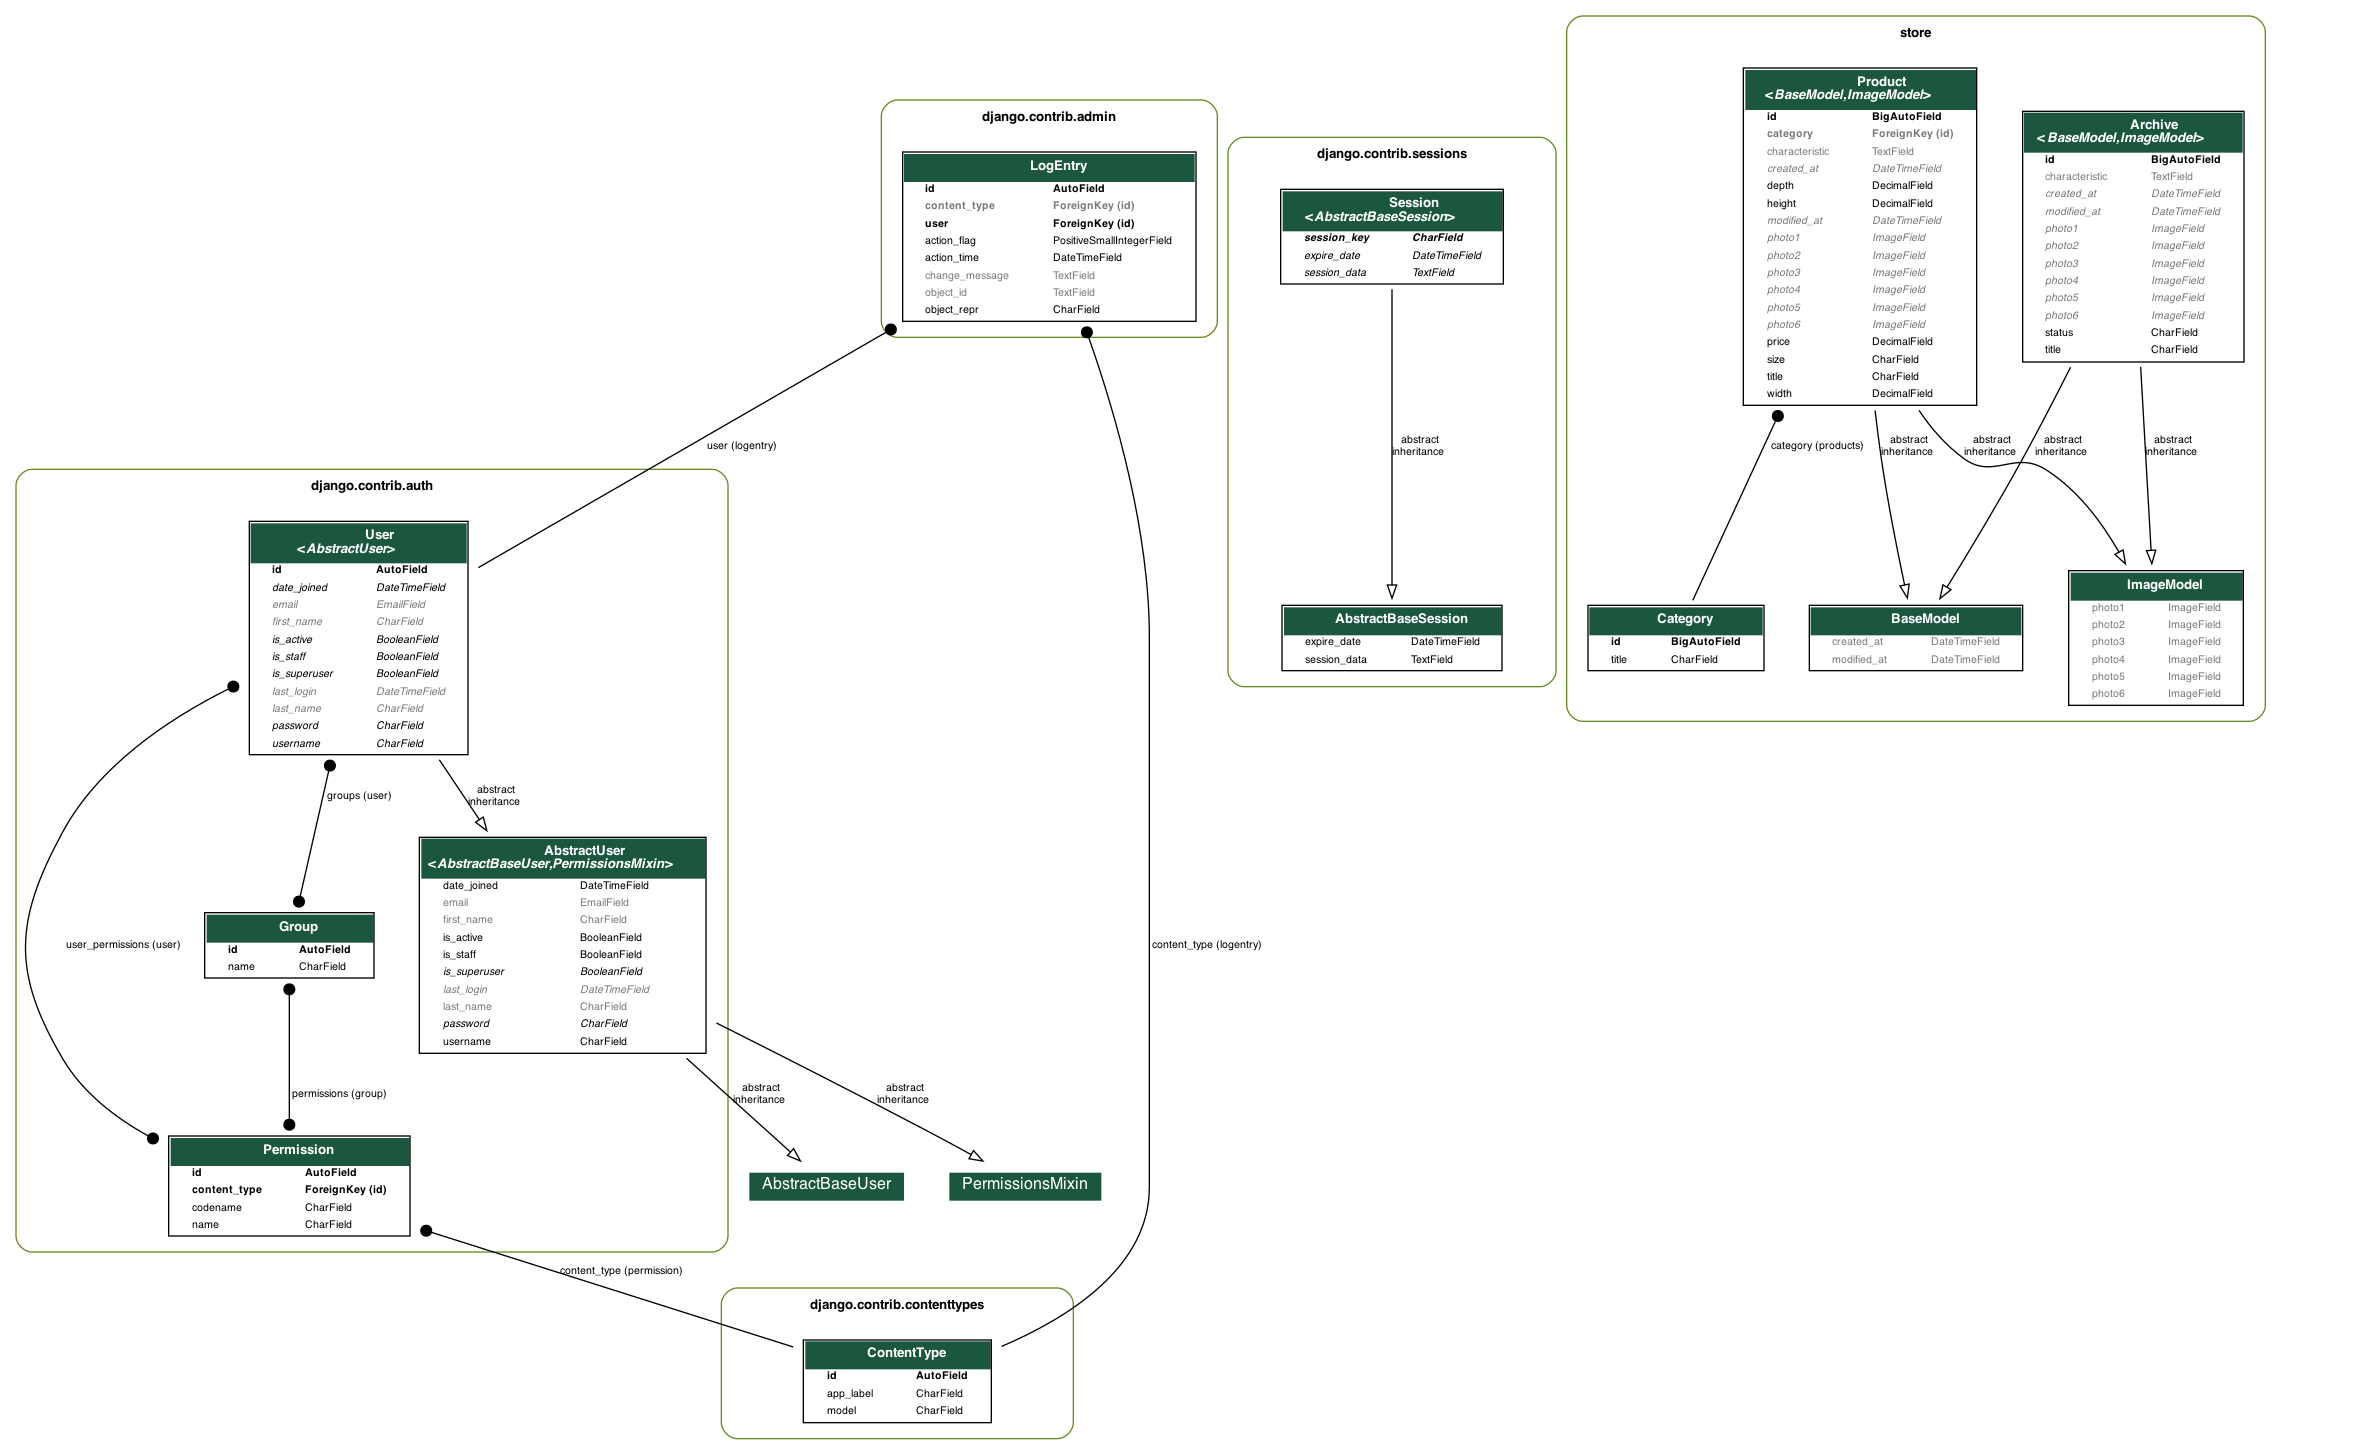 store
Product
<BaseModel,ImageModel>
id BigAutoField
category ForeignKey (id)
characteristic TextField
created_at DateTimeField
depth DecimalField
height DecimalField
modified_at DateTimeField
photo1 ImageField
photo2 ImageField
photo3 ImageField
photo4 ImageField
photo5 ImageField
photo6 ImageField
price DecimalField
size CharField
title CharField
width DecimalField
Archive
<BaseModel,ImageModel>
id BigAutoField
characteristic TextField
created_at DateTimeField
modified_at DateTimeField
photo1 ImageField
photo2 ImageField
photo3 ImageField
photo4 ImageField
photo5 ImageField
photo6 ImageField
status CharField
title CharField
category (products)
abstract
inheritance
abstract
inheritance
abstract
inheritance
abstract
inheritance
Category
id BigAutoField
title CharField
BaseModel
created_at DateTimeField
modified_at DateTimeField
ImageModel
photo1 ImageField
photo2 ImageField
photo3 ImageField
photo4 ImageField
photo5 ImageField
photo6 ImageField
django.contrib.admin
LogEntry
id AutoField
content_type ForeignKey (id)
user ForeignKey (id)
action_flag PositiveSmallIntegerField
action_time DateTimeField
change_message TextField
object_id TextField
object_repr CharField
django.contrib.sessions
Session
<AbstractBaseSession>
session_key CharField
expire_date DateTimeField
session_data TextField
abstract
inheritance
AbstractBaseSession
expire_date DateTimeField
session_data TextField
user (logentry)
django.contrib.auth
User
<AbstractUser>
id AutoField
date_joined DateTimeField
email EmailField
first_name CharField
is_active BooleanField
is_staff BooleanField
is_superuser BooleanField
last_login DateTimeField
last_name CharField
password CharField
username CharField
groups (user)
abstract
inheritance
AbstractUser
<AbstractBaseUser,PermissionsMixin>
date_joined DateTimeField
email EmailField
first_name CharField
is_active BooleanField
is_staff BooleanField
is_superuser BooleanField
last_login DateTimeField
last_name CharField
password CharField
username CharField
Group
id AutoField
name CharField
user_permissions (user)
content_type (logentry)
permissions (group)
abstract
inheritance
abstract
inheritance
Permission
id AutoField
content_type ForeignKey (id)
codename CharField
name CharField
AbstractBaseUser
PermissionsMixin
content_type (permission)
django.contrib.contenttypes
ContentType
id AutoField
app_label CharField
model CharField